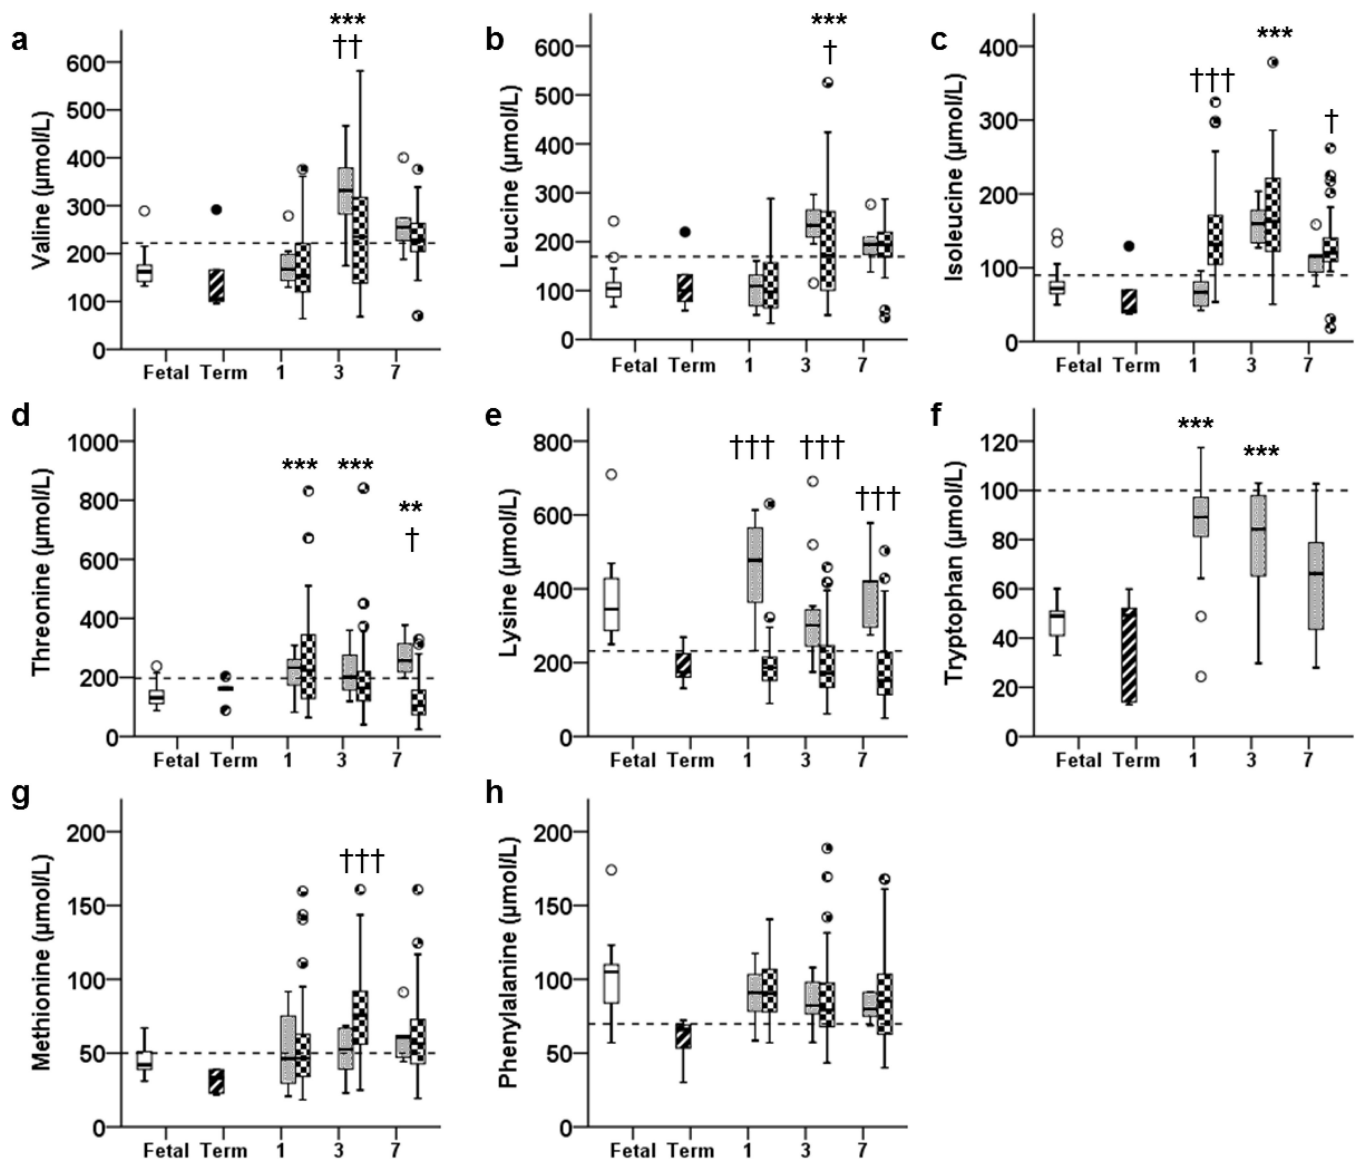 a
***
††
Valine (µmol/L)
600
500
400
300
200
100
0
Fetal Term 1 3 7
b
***
†
Leucine (µmol/L)
600
500
400
300
200
100
0
Fetal Term 1 3 7
c
***
†††
†
Isoleucine (µmol/L)
400
300
200
100
0
Fetal Term 1 3 7
d
*** ***
**
†
Threonine (µmol/L)
1000
800
600
400
200
0
Fetal Term 1 3 7
e
††† †††
†††
Lysine (µmol/L)
800
600
400
200
0
Fetal Term 1 3 7
f
***
***
Tryptophan (µmol/L)
120
100
80
60
40
20
0
Fetal Term 1 3 7
g
†††
Methionine (µmol/L)
200
150
100
50
0
Fetal Term 1 3 7
h
Phenylalanine (µmol/L)
200
150
100
50
0
Fetal Term 1 3 7